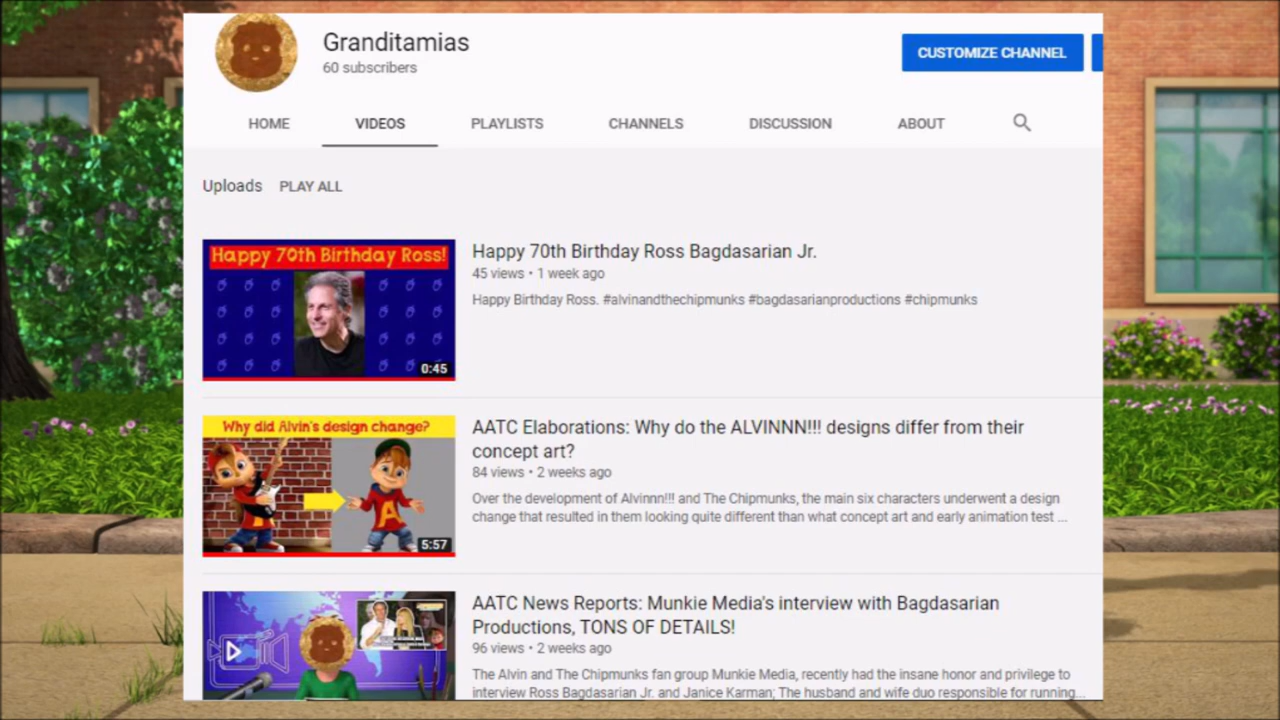 Granditamias
60 subscribers
CUSTOMIZE CHANNEL
HOME VIDEOS PLAYLISTS CHANNELS DISCUSSION ABOUT
Uploads PLAY ALL
Happy 70th Birthday Ross!
0:45
Happy 70th Birthday Ross Bagdasarian Jr.
45 views • 1 week ago
Happy Birthday Ross. #alvinandthechipmunks #bagdasarianproductions #chipmunks
Why did Alvin's design change?
A
A
5:57
AATC Elaborations: Why do the ALVINNN!!! designs differ from their
concept art?
84 views • 2 weeks ago
Over the development of Alvinnn!!! and The Chipmunks, the main six characters underwent a design
change that resulted in them looking quite different than what concept art and early animation test ...
AATC News Reports: Munkie Media's interview with Bagdasarian
Productions, TONS OF DETAILS!
96 views • 2 weeks ago
The Alvin and The Chipmunks fan group Munkie Media, recently had the insane honor and privilege to
interview Ross Bagdasarian Jr. and Janice Karman; The husband and wife duo responsible for running...